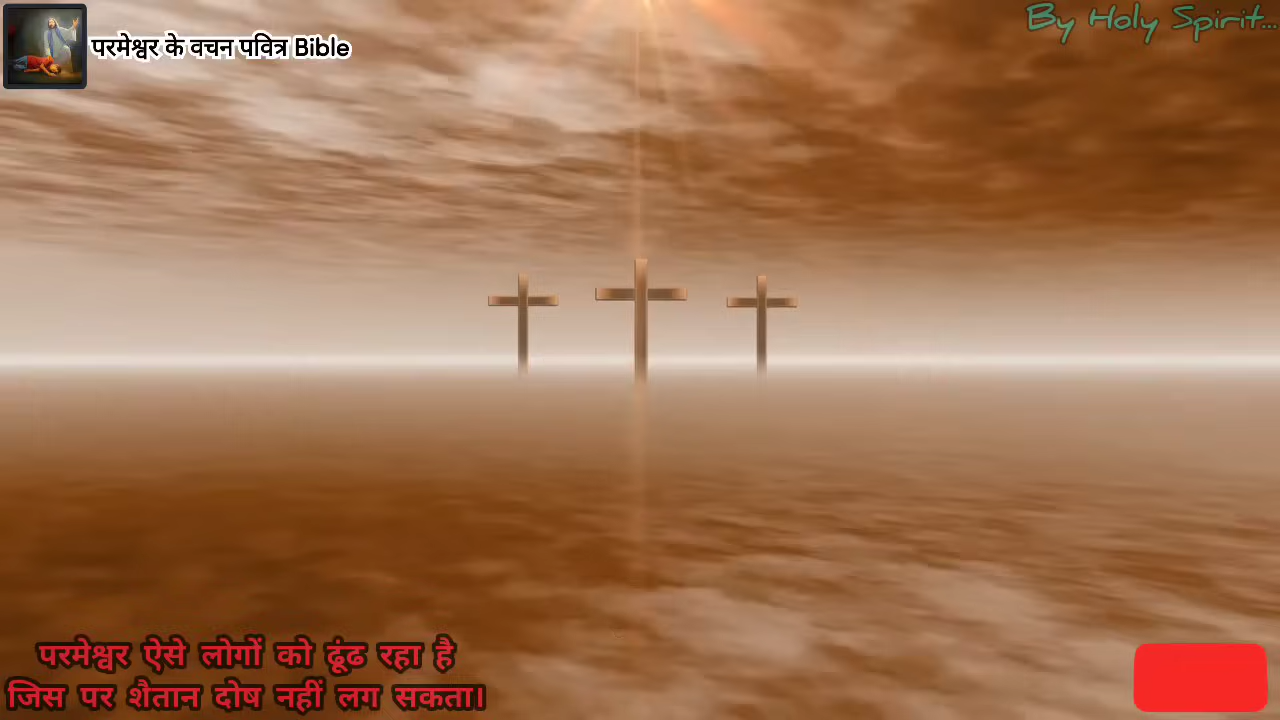 परमेश्वर के वचन पवित्र Bible
By Holy Spirit...
परमेश्वर ऐसे लोगों को ढूंढ रहा है
जिस पर शैतान दोष नहीं लग सकता।